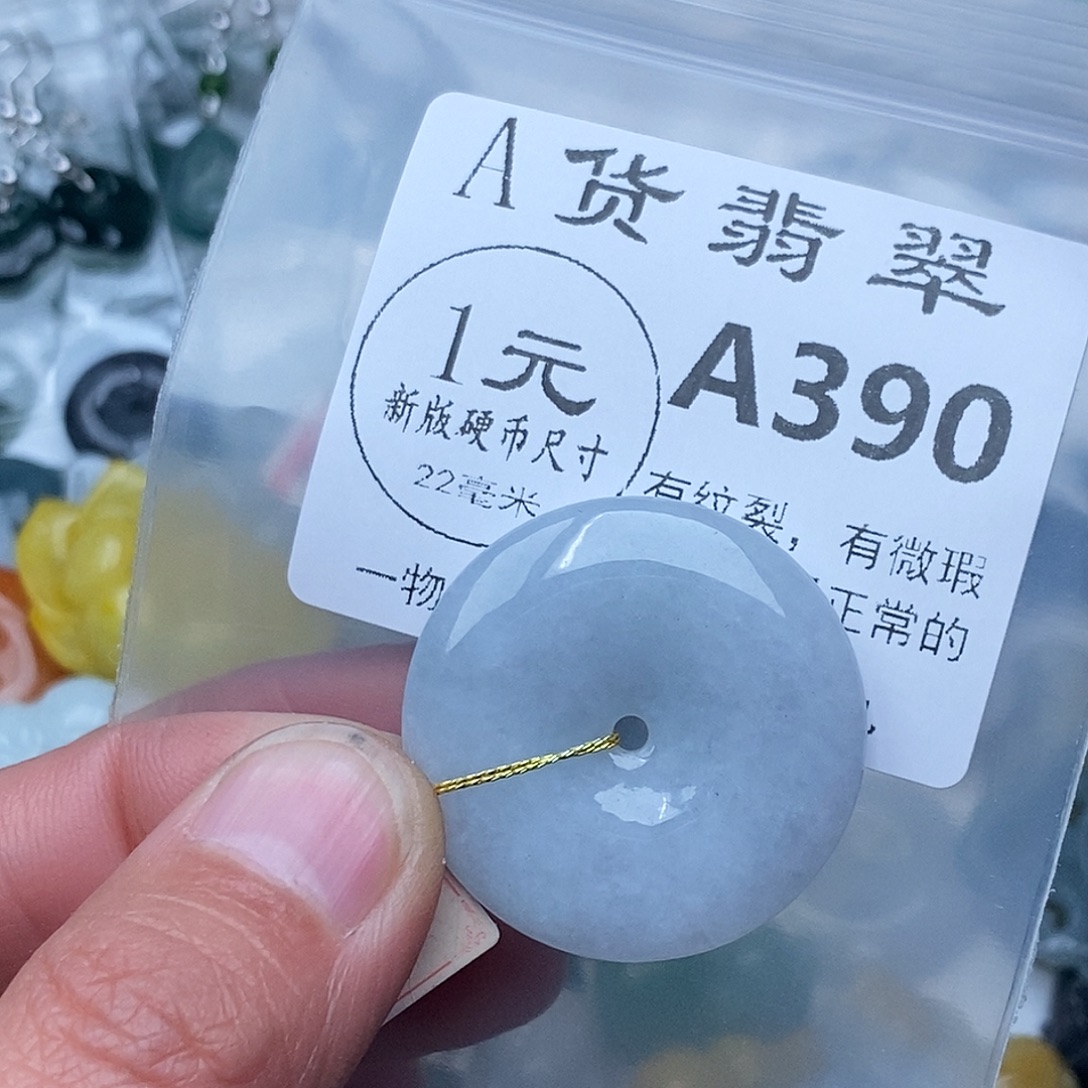 A货翡翠
1元
A390
新版硬币尺寸
22毫米
有纹裂，有微瑕
一物
正常的